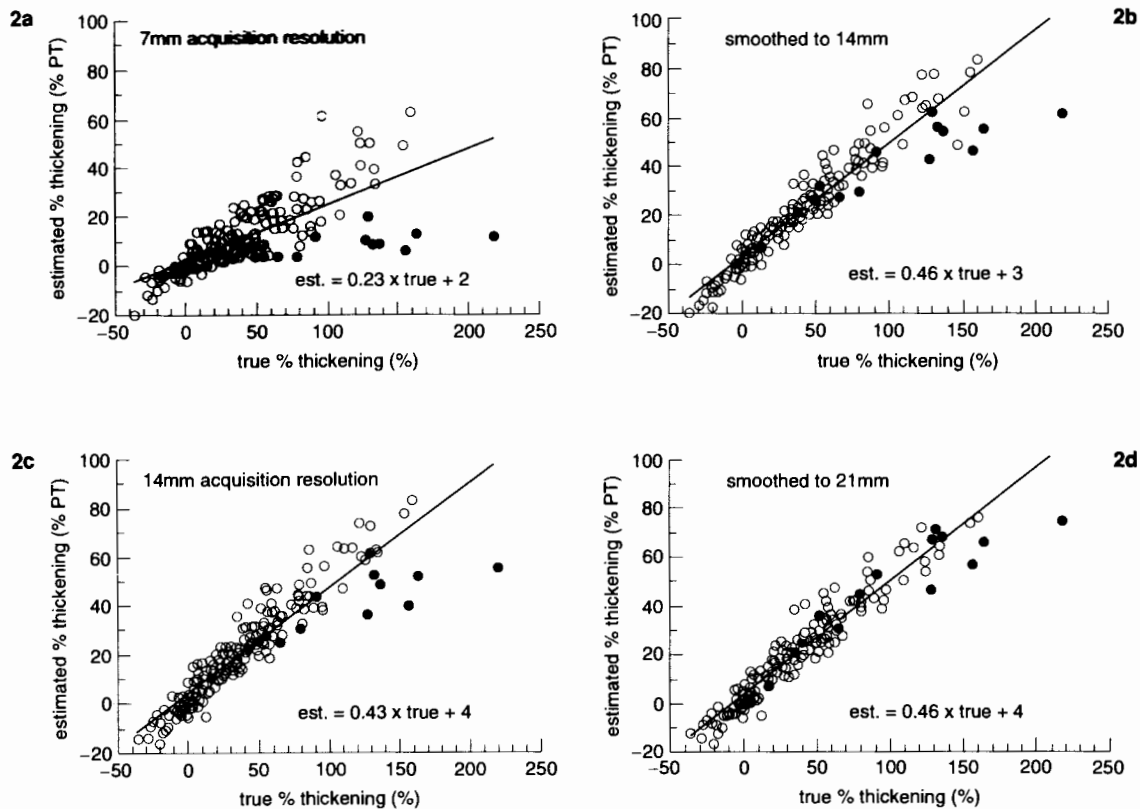 2a
7mm acquisition resolution
estimated % thickening (% PT)
100
80
60
40
20
0
−20
−50
0
50
100
150
200
250
est. = 0.23 x true + 2
true % thickening (%)
2b
smoothed to 14mm
estimated % thickening (% PT)
100
80
60
40
20
0
−20
−50
0
50
100
150
200
250
est. = 0.46 x true + 3
true % thickening (%)
2c
14mm acquisition resolution
estimated % thickening (% PT)
100
80
60
40
20
0
−20
−50
0
50
100
150
200
250
est. = 0.43 x true + 4
true % thickening (%)
2d
smoothed to 21mm
estimated % thickening (% PT)
100
80
60
40
20
0
−20
−50
0
50
100
150
200
250
est. = 0.46 x true + 4
true % thickening (%)